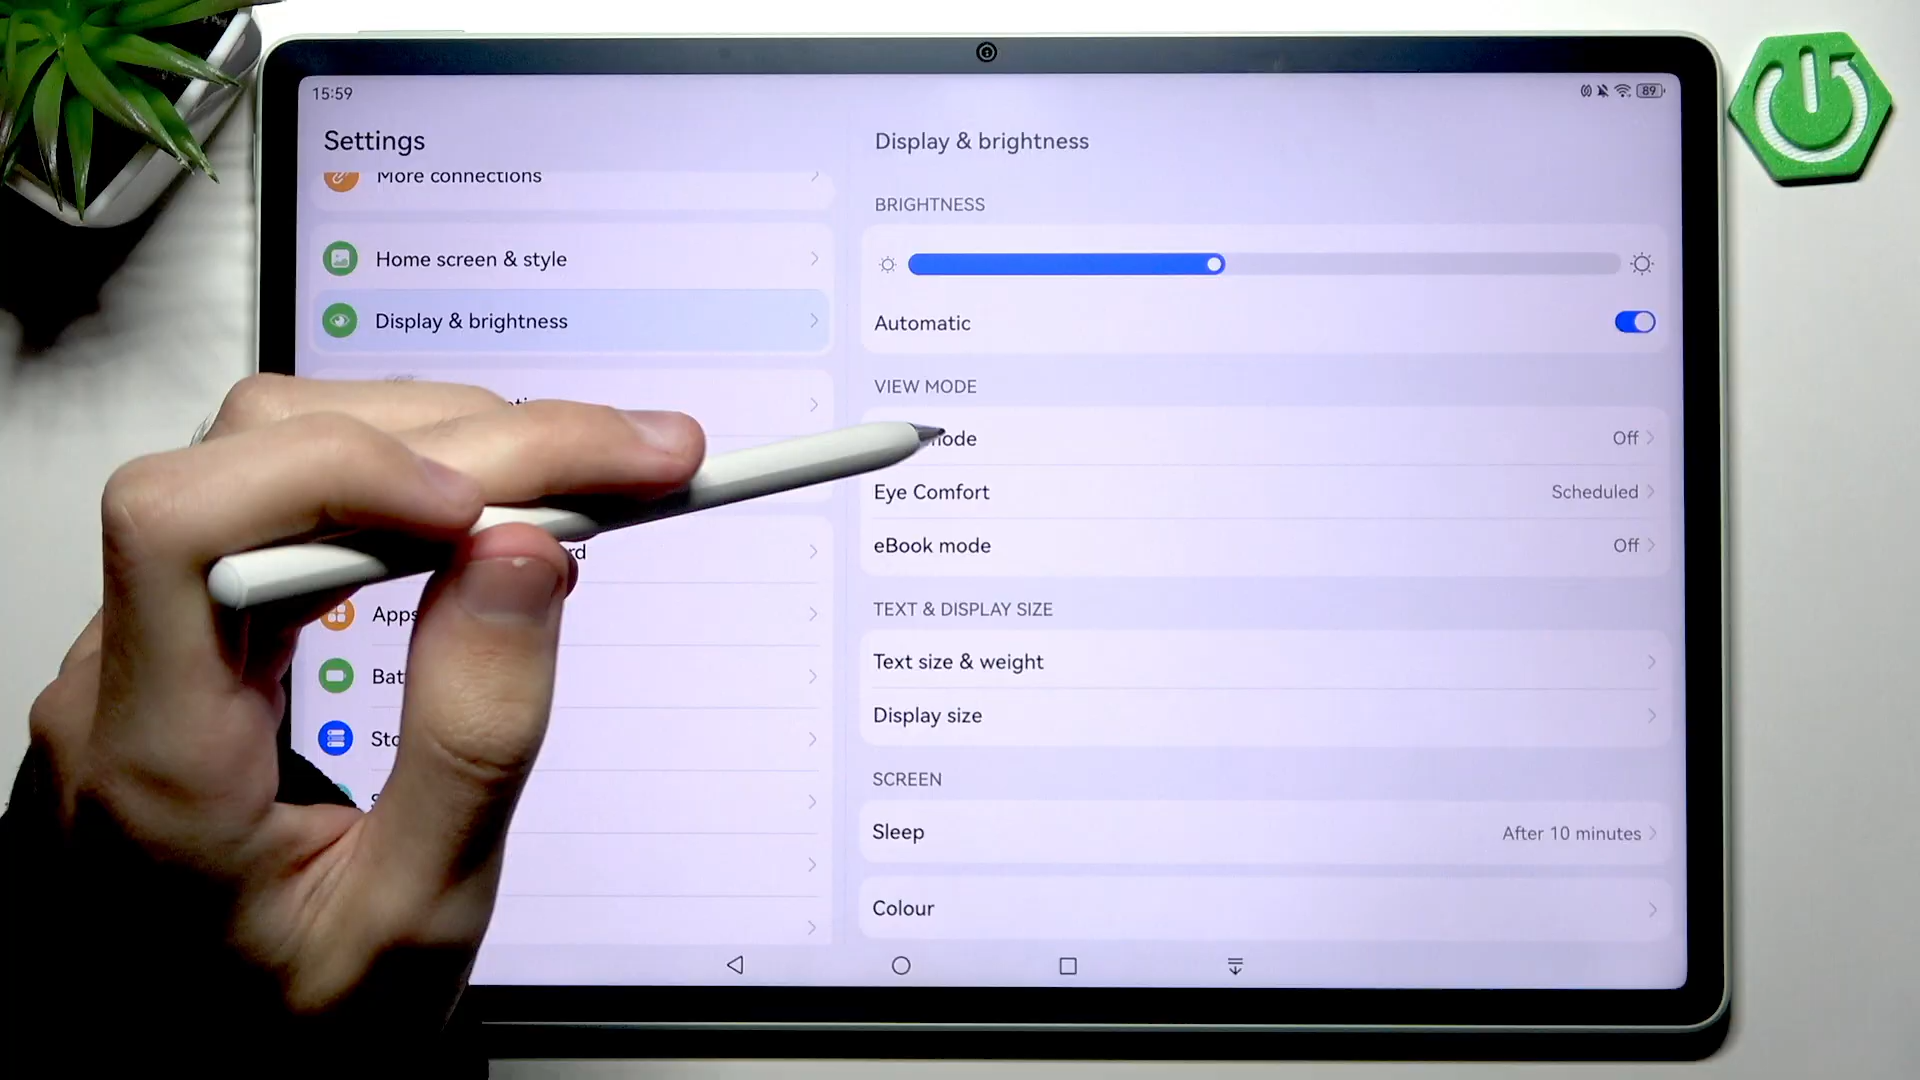 15:59
89
Settings
More connections
Home screen & style
Display & brightness
Apps
Display & brightness
BRIGHTNESS
Automatic
VIEW MODE
mode
Off
Eye Comfort
Scheduled
eBook mode
Off
TEXT & DISPLAY SIZE
Text size & weight
Display size
SCREEN
Sleep
After 10 minutes
Colour